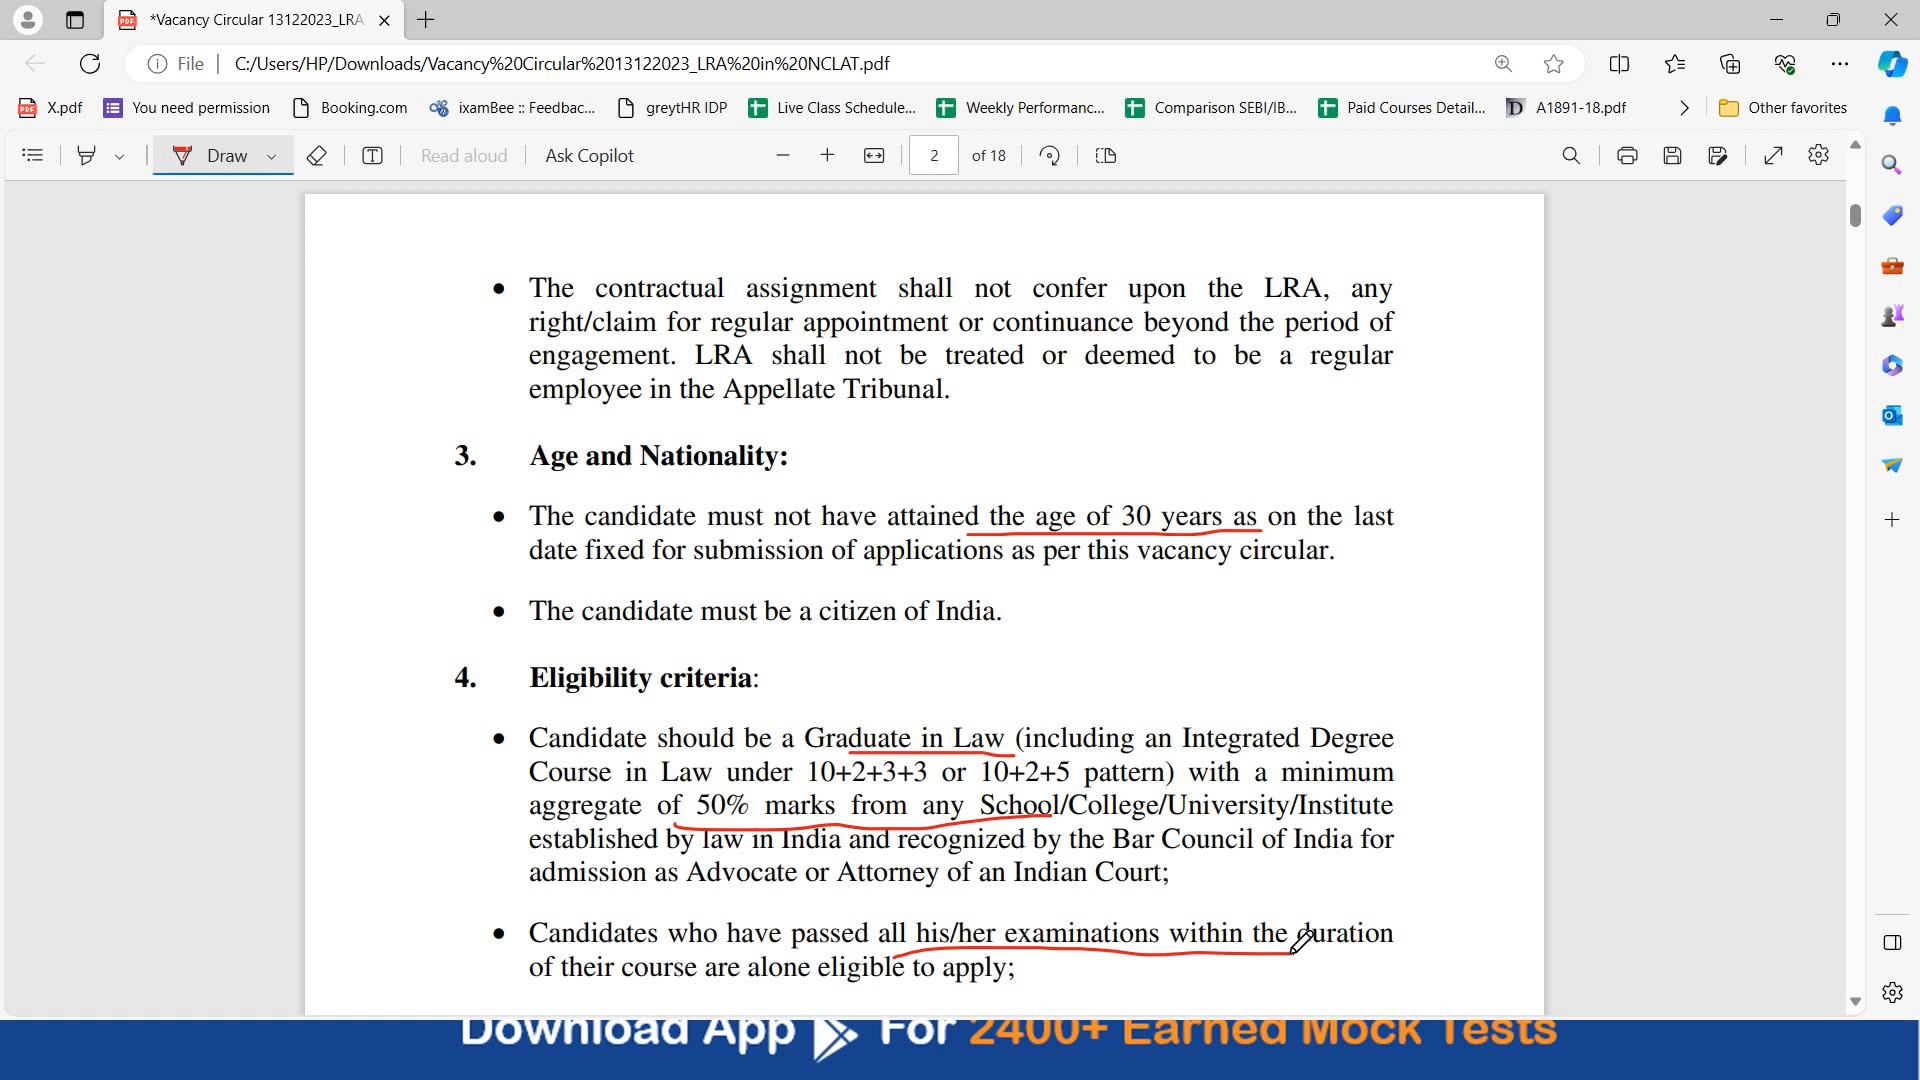 *Vacancy Circular 13122023_LRA
File
C:/Users/HP/Downloads/Vacancy%20Circular%2013122023_LRA%20in%20NCLAT.pdf
X.pdf
You need permission
Booking.com
ixamBee :: Feedbac...
greytHR IDP
Live Class Schedule...
Weekly Performanc...
Comparison SEBI/IB...
Paid Courses Detail...
A1891-18.pdf
Other favorites
Draw
Read aloud
Ask Copilot
2 of 18
• The contractual assignment shall not confer upon the LRA, any
right/claim for regular appointment or continuance beyond the period of
engagement. LRA shall not be treated or deemed to be a regular
employee in the Appellate Tribunal.
3. Age and Nationality:
• The candidate must not have attained the age of 30 years as on the last
date fixed for submission of applications as per this vacancy circular.
• The candidate must be a citizen of India.
4. Eligibility criteria:
• Candidate should be a Graduate in Law (including an Integrated Degree
Course in Law under 10+2+3+3 or 10+2+5 pattern) with a minimum
aggregate of 50% marks from any School/College/University/Institute
established by law in India and recognized by the Bar Council of India for
admission as Advocate or Attorney of an Indian Court;
• Candidates who have passed all his/her examinations within the duration
of their course are alone eligible to apply;
Download App For 2400+ Earned Mock Tests